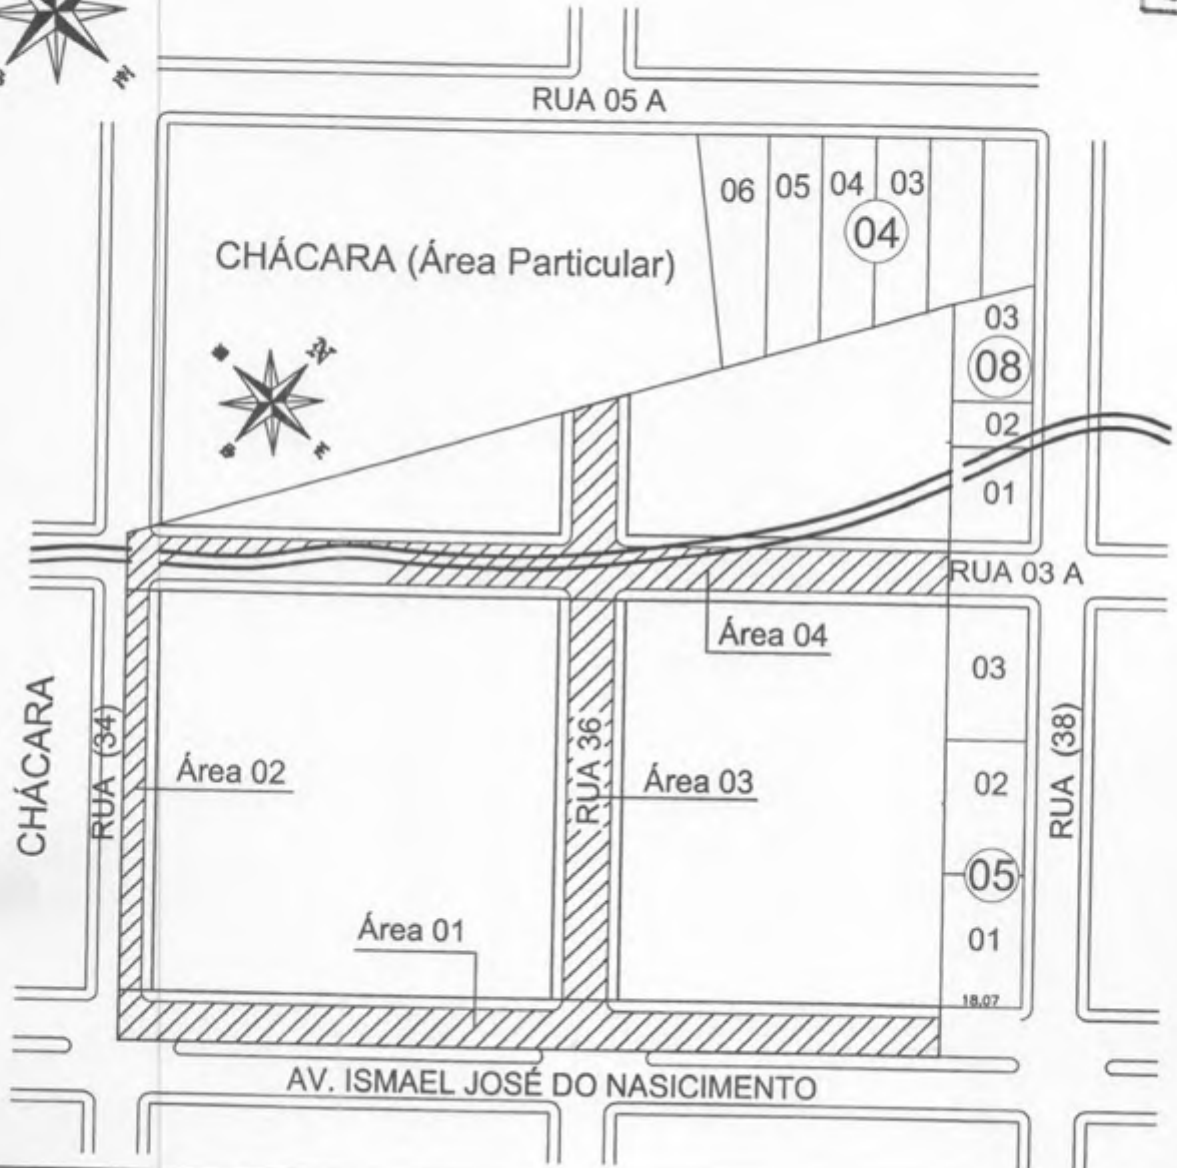 RUA 05 A
06
05
04
03
04
CHÁCARA (Área Particular)
N
03
08
02
01
RUA 03 A
Área 04
03
CHÁCARA
RUA (34)
Área 02
RUA 36
Área 03
02
RUA (38)
05
Área 01
01
18.07
AV. ISMAEL JOSÉ DO NASICIMENTO